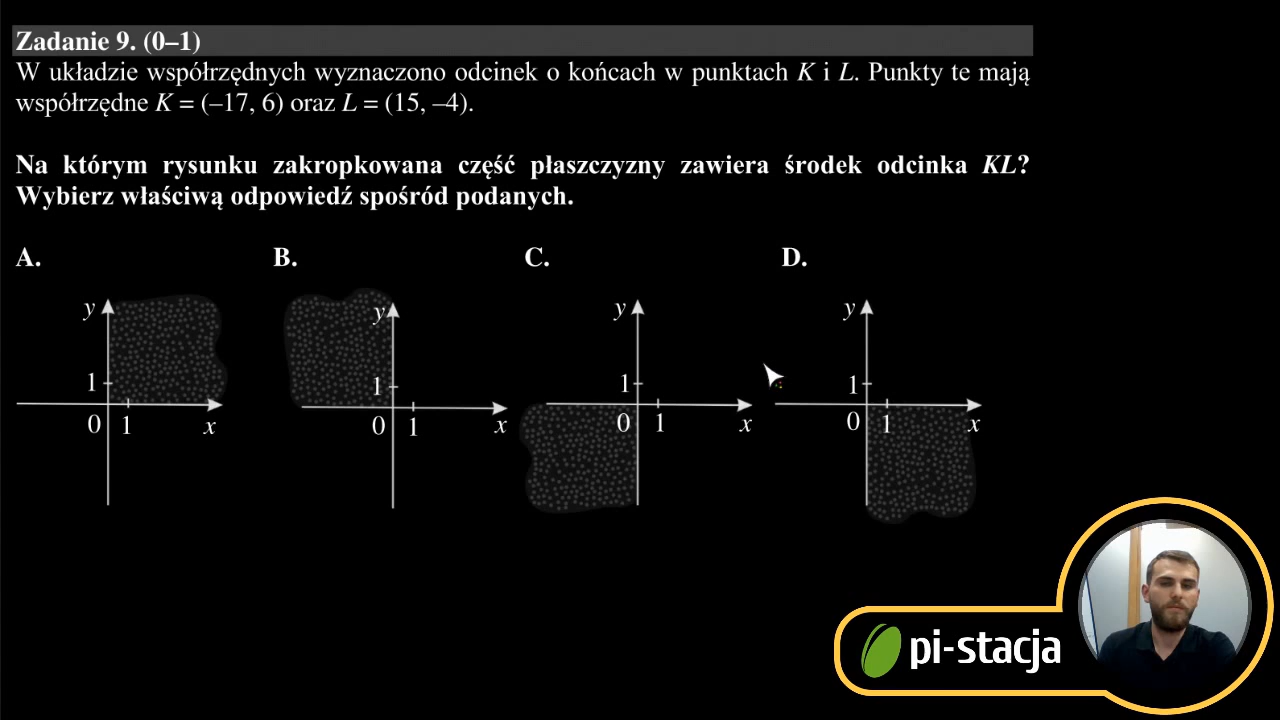 Zadanie 9. (0–1)
W układzie współrzędnych wyznaczono odcinek o końcach w punktach K i L. Punkty te mają
współrzędne K = (–17, 6) oraz L = (15, –4).
Na którym rysunku zakropkowana część płaszczyzny zawiera środek odcinka KL?
Wybierz właściwą odpowiedź spośród podanych.
A. B. C. D.
y y y y
1 1 1 1
0 1 x 0 1 x 0 1 x 0 1 x
pi-stacja